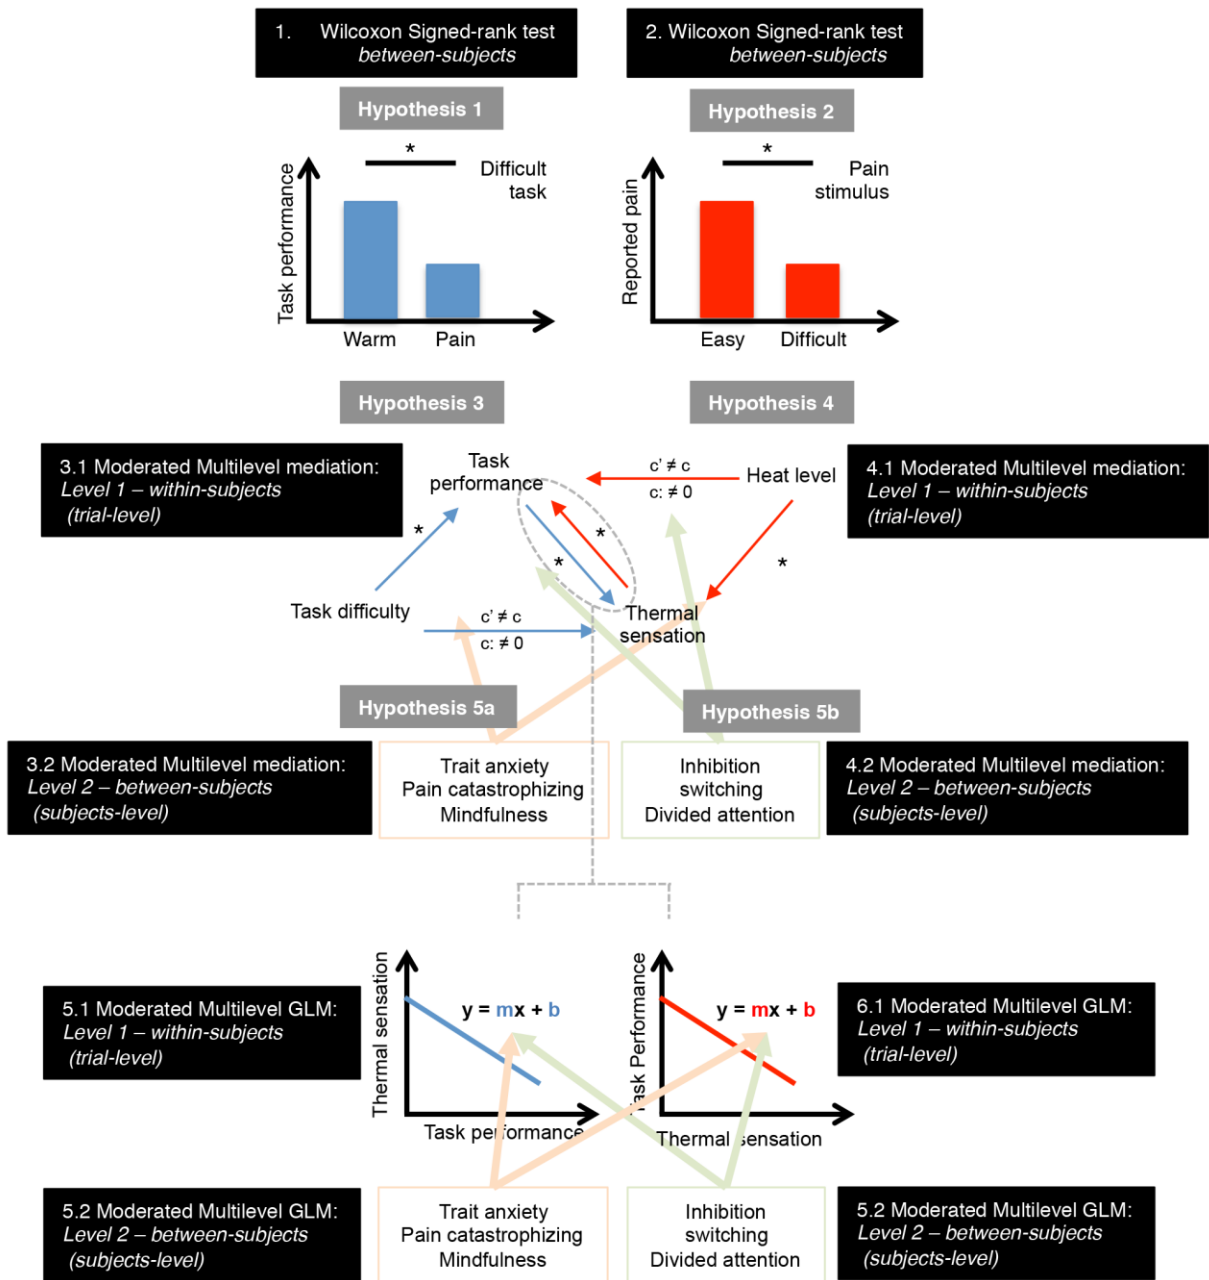 1. Wilcoxon Signed-rank test
between-subjects
2. Wilcoxon Signed-rank test
between-subjects
Hypothesis 1
Hypothesis 2
*
Difficult
task
Task performance
Warm
Pain
*
Pain
stimulus
Reported pain
Easy
Difficult
Hypothesis 3
Hypothesis 4
3.1 Moderated Multilevel mediation:
Level 1 – within-subjects
(trial-level)
Task
performance
c' ≠ c
c: ≠ 0
Heat level
4.1 Moderated Multilevel mediation:
Level 1 – within-subjects
(trial-level)
*
*
*
*
Task difficulty
c' ≠ c
c: ≠ 0
Thermal
sensation
Hypothesis 5a
Hypothesis 5b
3.2 Moderated Multilevel mediation:
Level 2 – between-subjects
(subjects-level)
Trait anxiety
Pain catastrophizing
Mindfulness
Inhibition
switching
Divided attention
4.2 Moderated Multilevel mediation:
Level 2 – between-subjects
(subjects-level)
5.1 Moderated Multilevel GLM:
Level 1 – within-subjects
(trial-level)
Thermal sensation
y = mx + b
Task performance
Task Performance
y = mx + b
Thermal sensation
6.1 Moderated Multilevel GLM:
Level 1 – within-subjects
(trial-level)
5.2 Moderated Multilevel GLM:
Level 2 – between-subjects
(subjects-level)
Trait anxiety
Pain catastrophizing
Mindfulness
Inhibition
switching
Divided attention
5.2 Moderated Multilevel GLM:
Level 2 – between-subjects
(subjects-level)